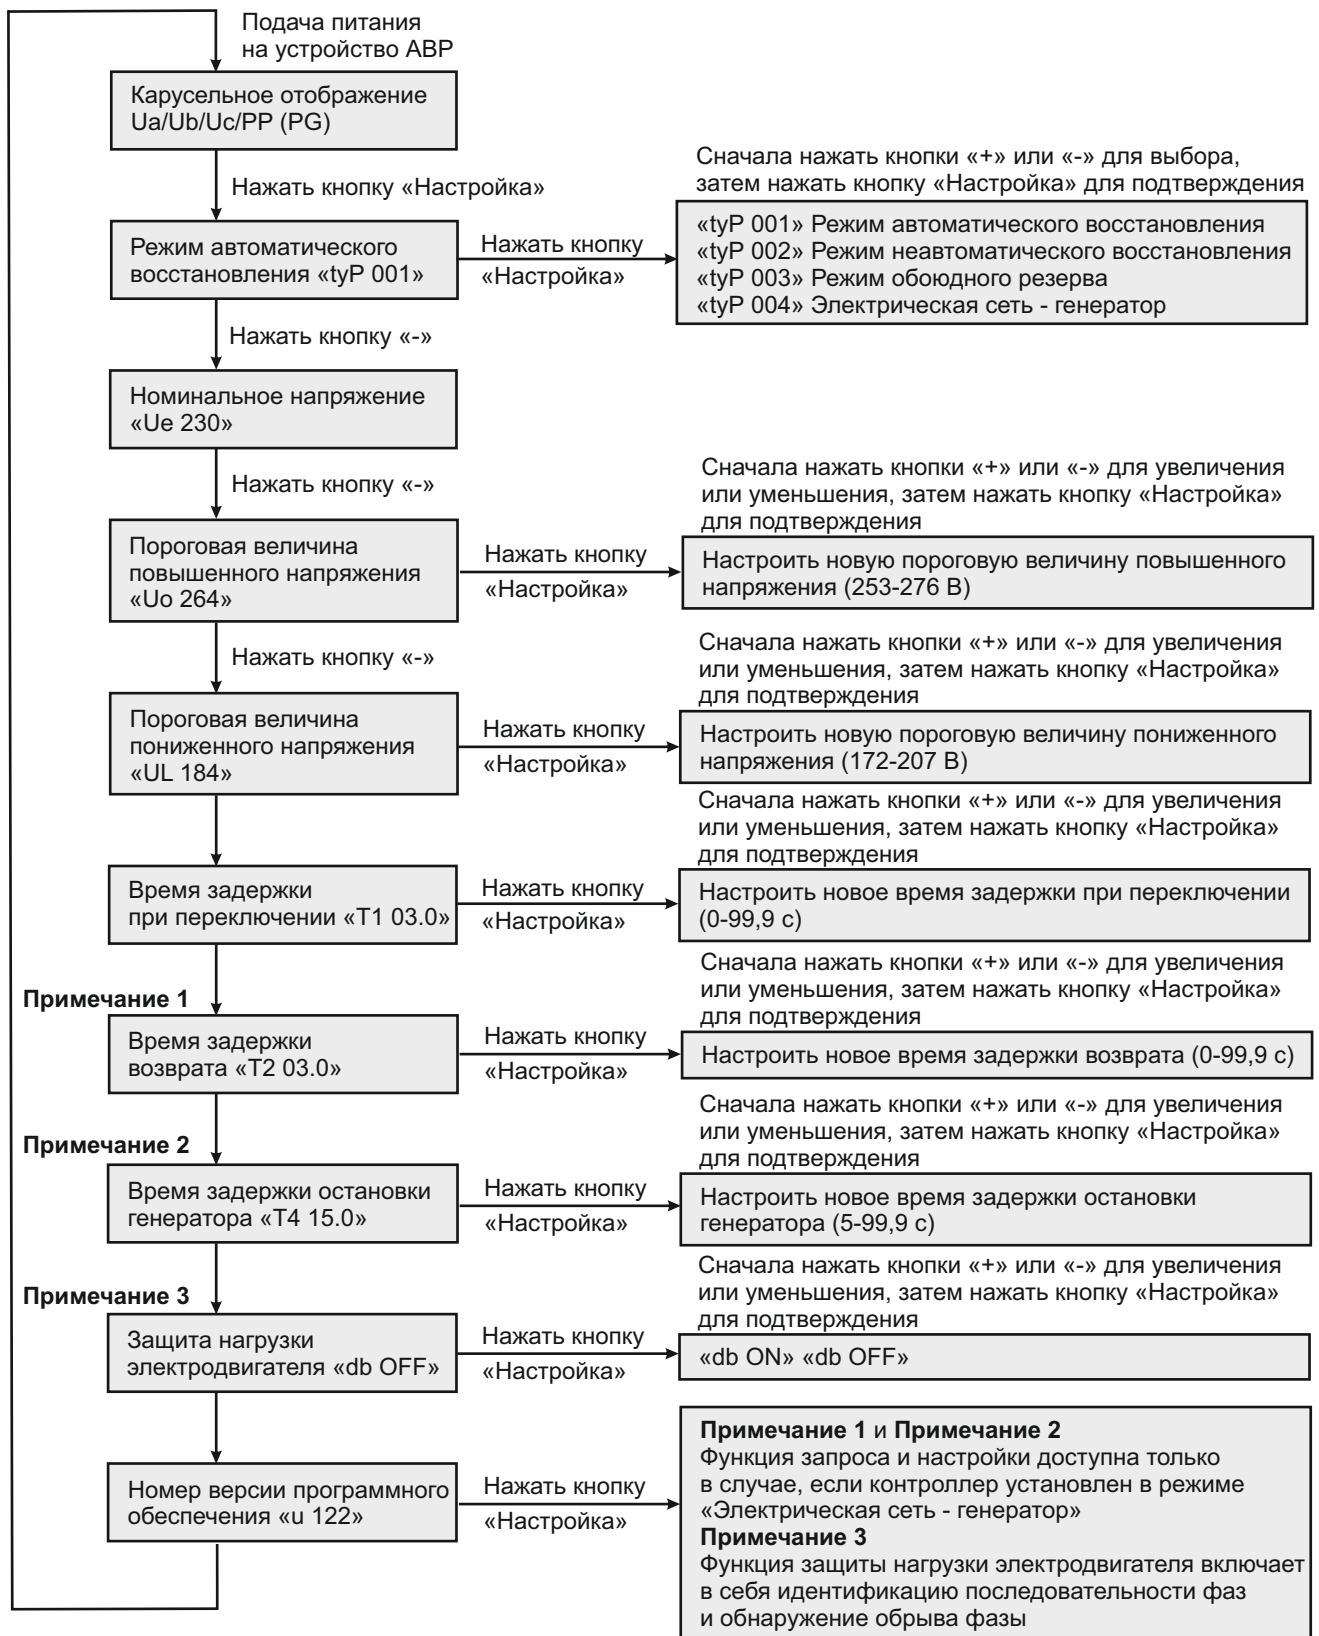 Подача питания
на устройство АВР
Карусельное отображение
Ua/Ub/Uc/PP (PG)
Нажать кнопку «Настройка»
Сначала нажать кнопки «+» или «-» для выбора,
затем нажать кнопку «Настройка» для подтверждения
Режим автоматического
восстановления «tyP 001»
Нажать кнопку
«Настройка»
«tyP 001» Режим автоматического восстановления
«tyP 002» Режим неавтоматического восстановления
«tyP 003» Режим обоюдного резерва
«tyP 004» Электрическая сеть - генератор
Нажать кнопку «-»
Номинальное напряжение
«Ue 230»
Нажать кнопку «-»
Сначала нажать кнопки «+» или «-» для увеличения
или уменьшения, затем нажать кнопку «Настройка»
для подтверждения
Пороговая величина
повышенного напряжения
«Uo 264»
Нажать кнопку
«Настройка»
Настроить новую пороговую величину повышенного
напряжения (253-276 В)
Нажать кнопку «-»
Сначала нажать кнопки «+» или «-» для увеличения
или уменьшения, затем нажать кнопку «Настройка»
для подтверждения
Пороговая величина
пониженного напряжения
«UL 184»
Нажать кнопку
«Настройка»
Настроить новую пороговую величину пониженного
напряжения (172-207 В)
Сначала нажать кнопки «+» или «-» для увеличения
или уменьшения, затем нажать кнопку «Настройка»
для подтверждения
Время задержки
при переключении «T1 03.0»
Нажать кнопку
«Настройка»
Настроить новое время задержки при переключении
(0-99,9 с)
Сначала нажать кнопки «+» или «-» для увеличения
или уменьшения, затем нажать кнопку «Настройка»
для подтверждения
Примечание 1
Время задержки
возврата «T2 03.0»
Нажать кнопку
«Настройка»
Настроить новое время задержки возврата (0-99,9 с)
Сначала нажать кнопки «+» или «-» для увеличения
или уменьшения, затем нажать кнопку «Настройка»
для подтверждения
Примечание 2
Время задержки остановки
генератора «T4 15.0»
Нажать кнопку
«Настройка»
Настроить новое время задержки остановки
генератора (5-99,9 с)
Сначала нажать кнопки «+» или «-» для увеличения
или уменьшения, затем нажать кнопку «Настройка»
для подтверждения
Примечание 3
Защита нагрузки
электродвигателя «db OFF»
Нажать кнопку
«Настройка»
«db ON» «db OFF»
Номер версии программного
обеспечения «u 122»
Нажать кнопку
«Настройка»
Примечание 1 и Примечание 2
Функция запроса и настройки доступна только
в случае, если контроллер установлен в режиме
«Электрическая сеть - генератор»
Примечание 3
Функция защиты нагрузки электродвигателя включает
в себя идентификацию последовательности фаз
и обнаружение обрыва фазы